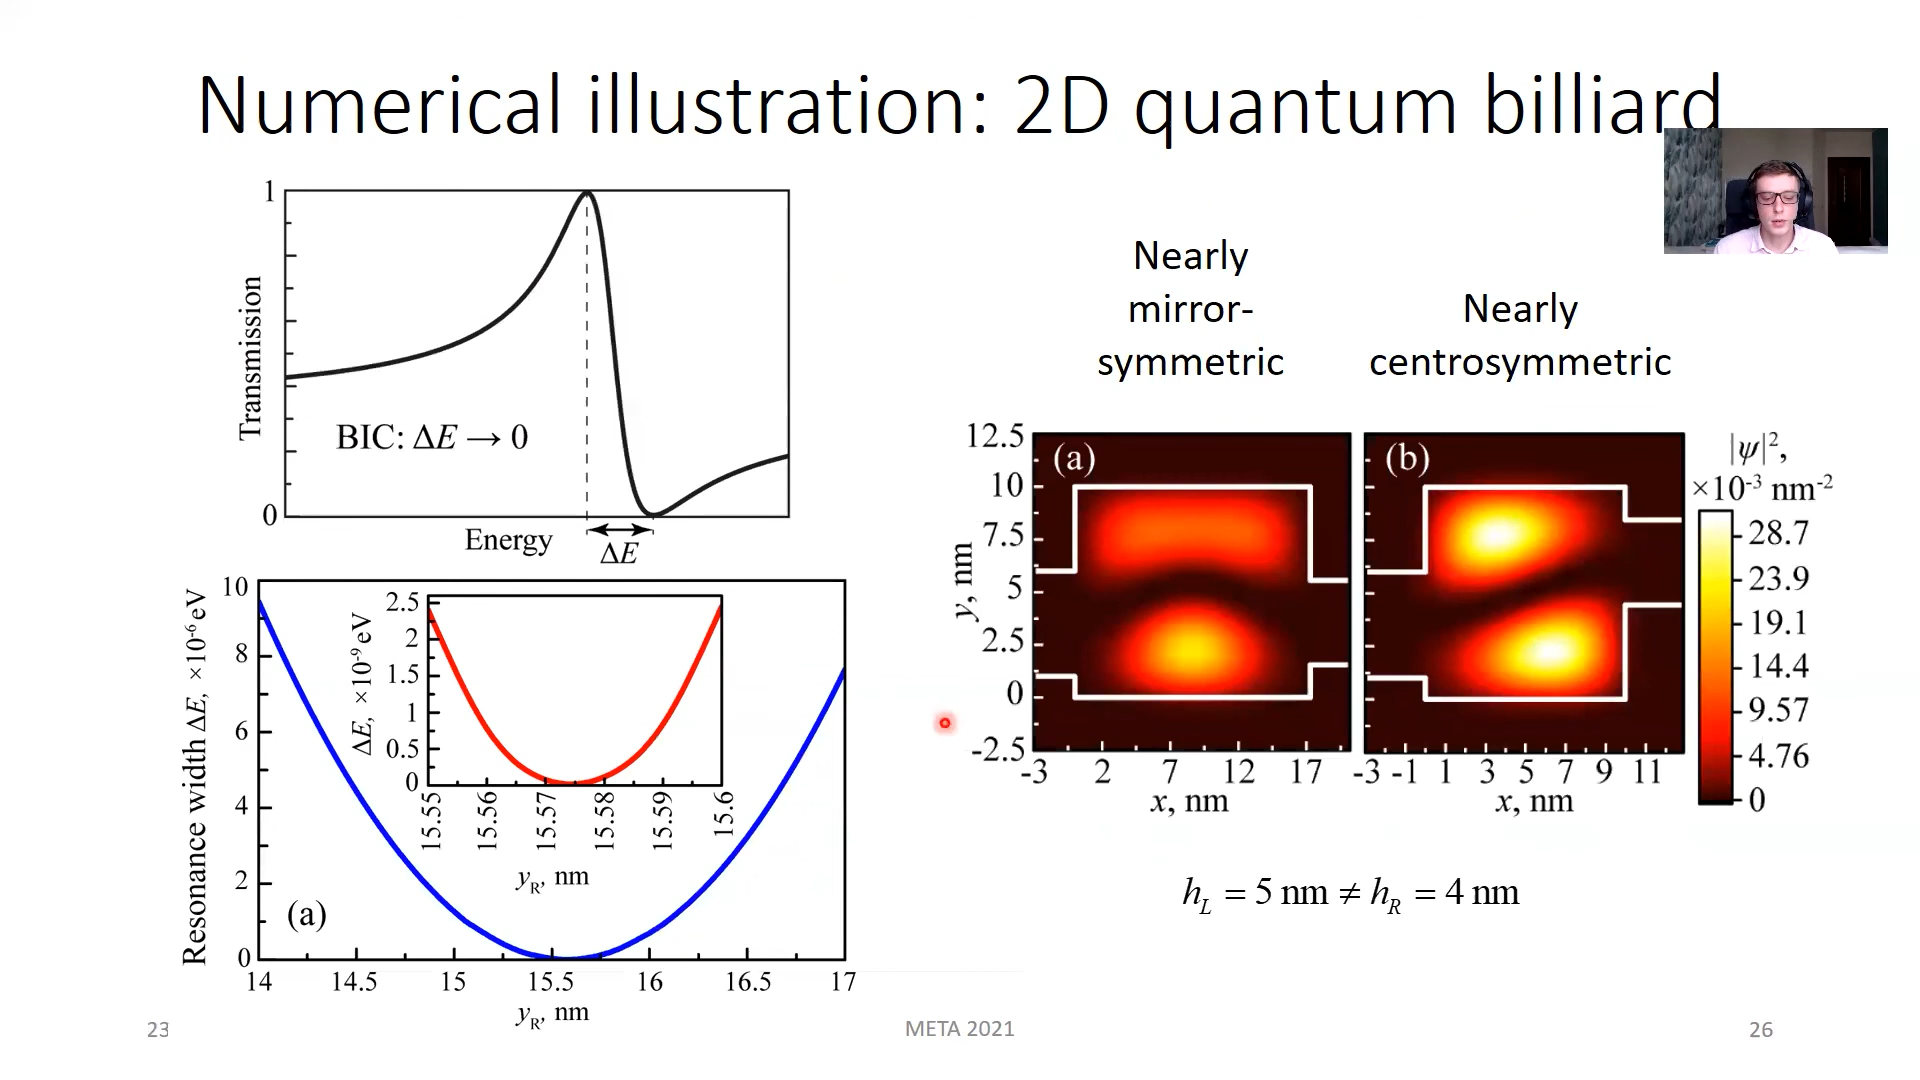 Numerical illustration: 2D quantum billiard
1
Transmission
BIC: ΔE → 0
0
Energy
ΔE
10
8
6
4
2
0
Resonance width ΔE, ×10⁻⁶ eV
2.5
2
1.5
1
0.5
0
ΔE, ×10⁻⁹ eV
15.55 15.56 15.57 15.58 15.59 15.6
y_R, nm
(a)
14 14.5 15 15.5 16 16.5 17
y_R, nm
Nearly
mirror-
symmetric
Nearly
centrosymmetric
12.5
10
7.5
5
2.5
0
-2.5
y, nm
(a)
-3 2 7 12 17
x, nm
(b)
-3 -1 1 3 5 7 9 11
x, nm
|ψ|²,
×10⁻³ nm⁻²
28.7
23.9
19.1
14.4
9.57
4.76
0
h_L = 5 nm ≠ h_R = 4 nm
23
META 2021
26